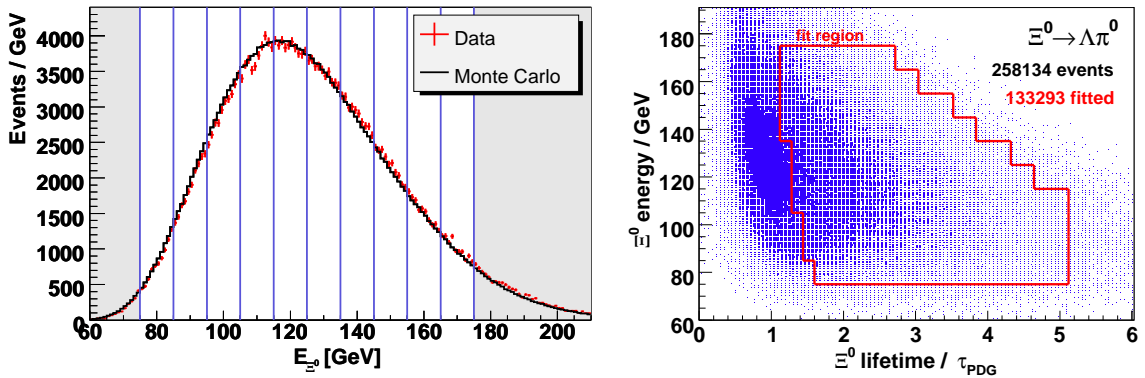 Events / GeV
4000
3500
3000
2500
2000
1500
1000
500
0
60 80 100 120 140 160 180 200
E_Ξ⁰ [GeV]
Data
Monte Carlo
Ξ⁰ energy / GeV
180
160
140
120
100
80
60
0 1 2 3 4 5 6
Ξ⁰ lifetime / τ_PDG
fit region
Ξ⁰→Λπ⁰
258134 events
133293 fitted